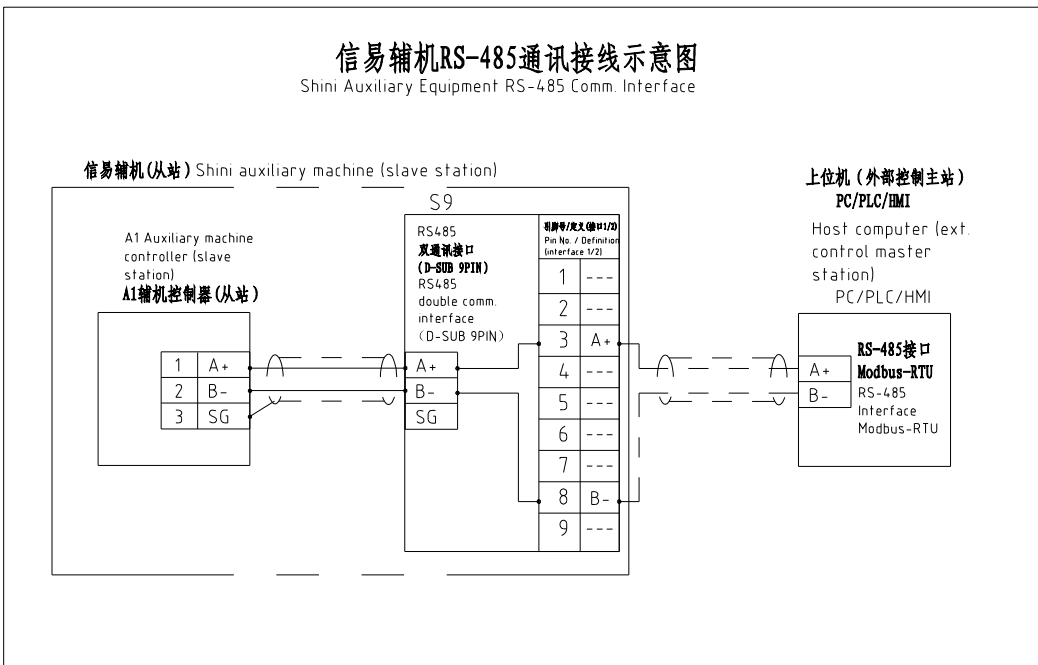 信易辅机RS-485通讯接线示意图
Shini Auxiliary Equipment RS-485 Comm. Interface
信易辅机(从站) Shini auxiliary machine (slave station)
A1 Auxiliary machine
controller (slave
station)
A1辅机控制器(从站)
1 A+
2 B-
3 SG
S9
RS485
双通讯接口
(D-SUB 9PIN)
RS485
double comm.
interface
(D-SUB 9PIN)
A+
B-
SG
引脚号/定义(接口1/2)
Pin No. / Definition
(interface 1/2)
1 ---
2 ---
3 A+
4 ---
5 ---
6 ---
7 ---
8 B-
9 ---
上位机(外部控制主站)
PC/PLC/HMI
Host computer (ext.
control master
station)
PC/PLC/HMI
A+
B-
RS-485接口
Modbus-RTU
RS-485
Interface
Modbus-RTU